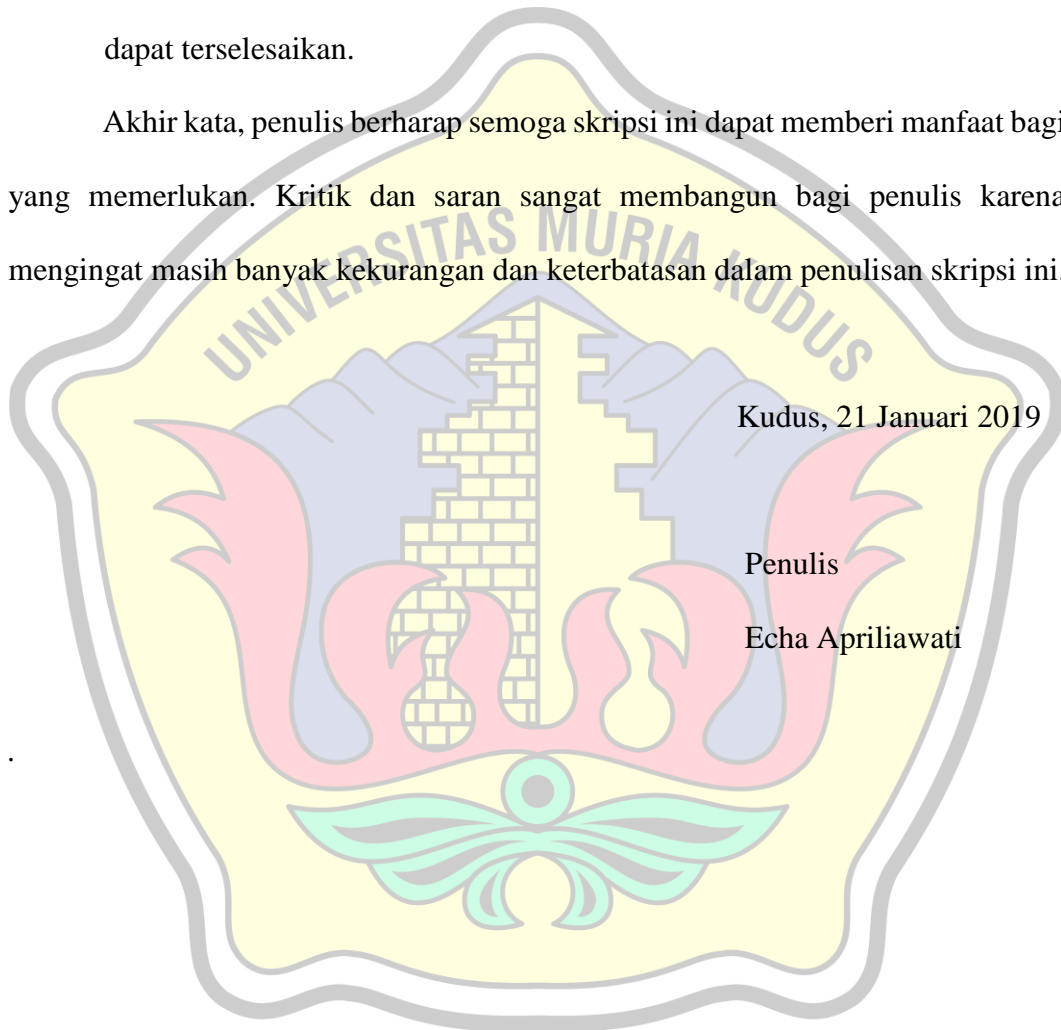 dapat terselesaikan.
Akhir kata, penulis berharap semoga skripsi ini dapat memberi manfaat bagi
yang memerlukan. Kritik dan saran sangat membangun bagi penulis karena
mengingat masih banyak kekurangan dan keterbatasan dalam penulisan skripsi ini.
UNIVERSITAS MURIA KUDUS
Kudus, 21 Januari 2019
Penulis
Echa Apriliawati
.